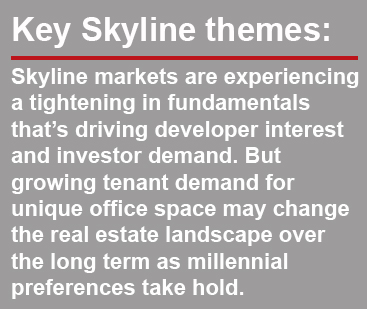 Key Skyline themes:
Skyline markets are experiencing
a tightening in fundamentals
that’s driving developer interest
and investor demand. But
growing tenant demand for
unique office space may change
the real estate landscape over
the long term as millennial
preferences take hold.